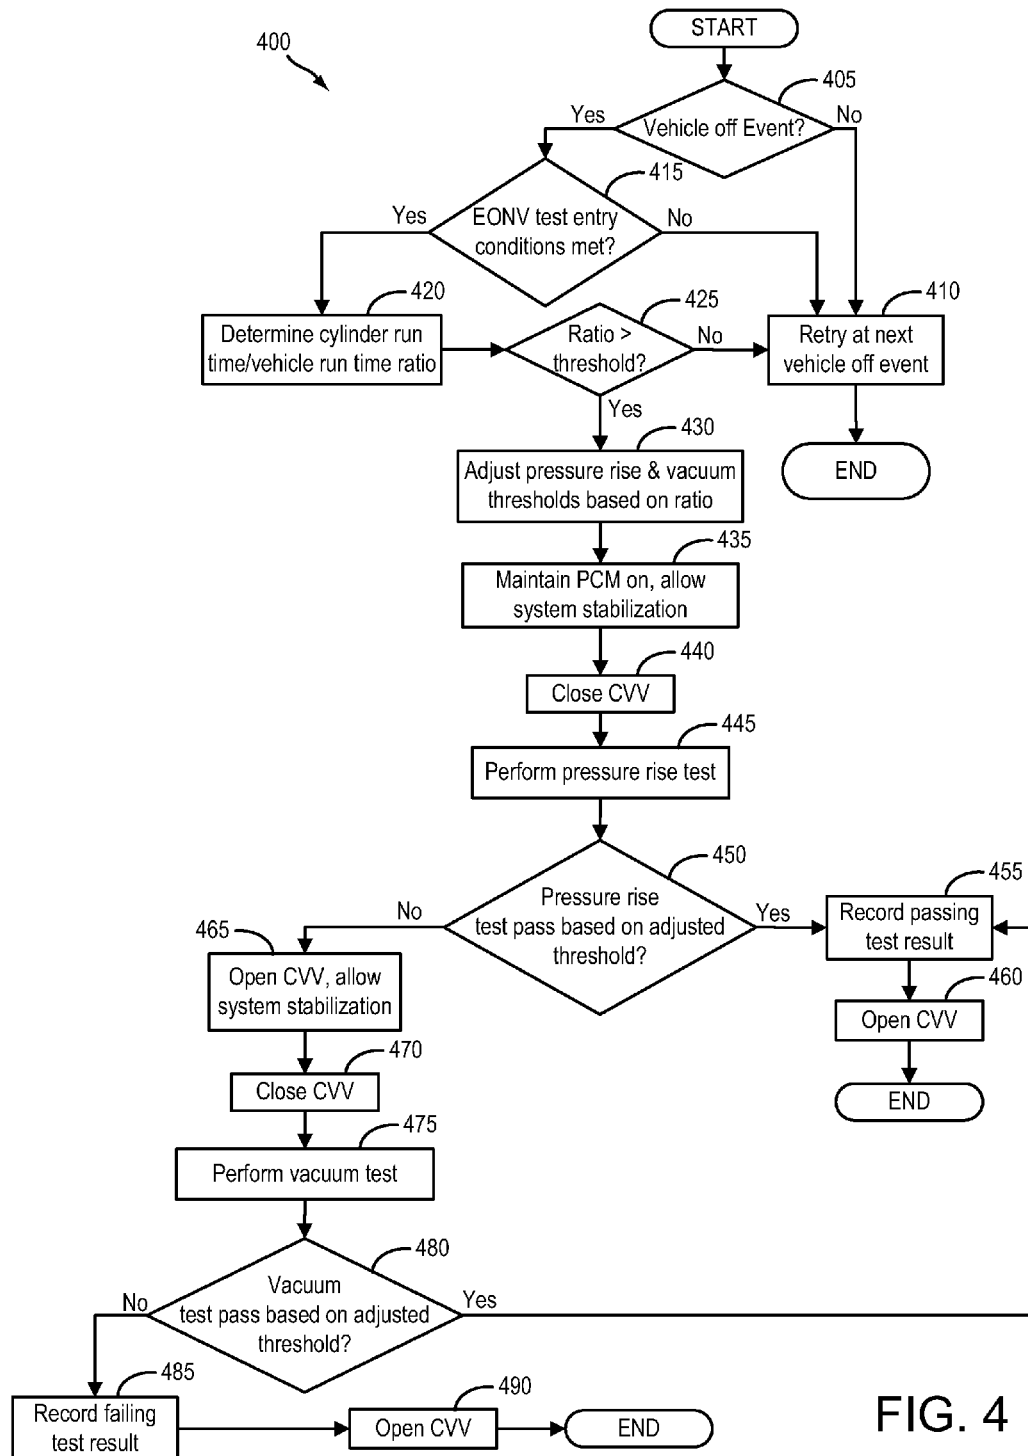 START
400
405
Yes
Vehicle off Event?
No
415
Yes
EONV test entry
conditions met?
No
420
425
410
Determine cylinder run
time/vehicle run time ratio
Ratio >
threshold?
No
Retry at next
vehicle off event
Yes
430
Adjust pressure rise & vacuum
thresholds based on ratio
END
435
Maintain PCM on, allow
system stabilization
440
Close CVV
445
Perform pressure rise test
450
455
No
Pressure rise
test pass based on adjusted
threshold?
Yes
Record passing
test result
465
Open CVV, allow
system stabilization
460
Open CVV
470
Close CVV
END
475
Perform vacuum test
480
No
Vacuum
test pass based on adjusted
threshold?
Yes
485
Record failing
test result
490
Open CVV
END
FIG. 4